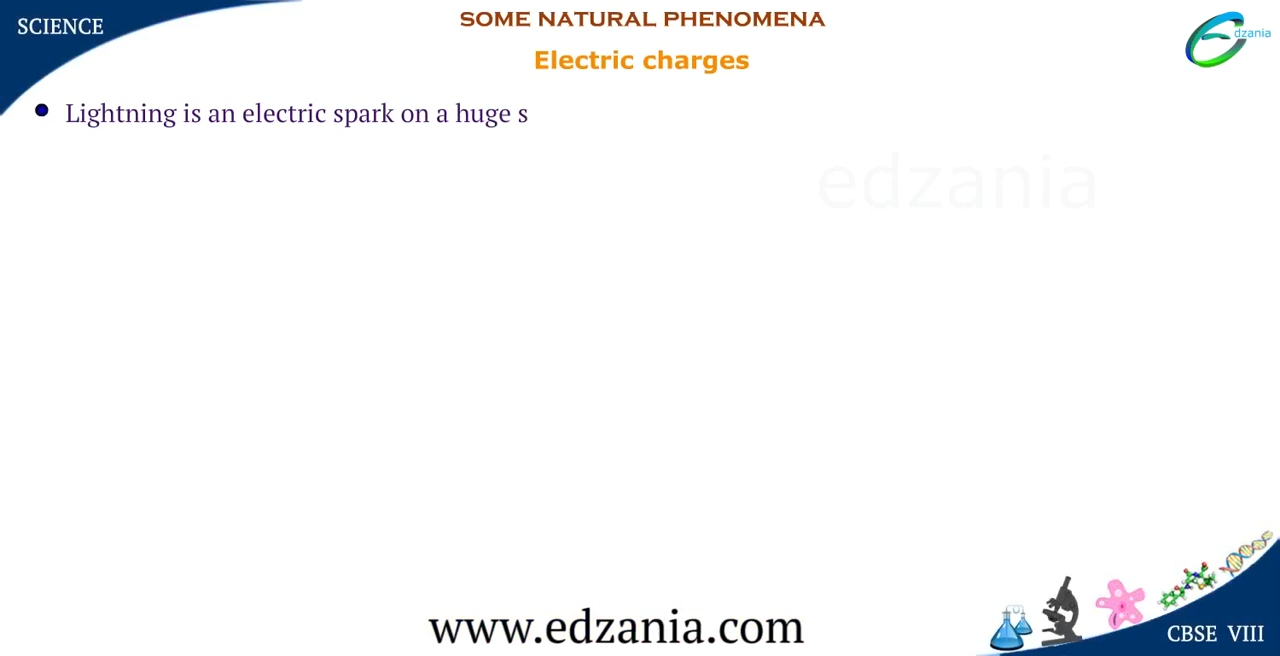 SCIENCE
SOME NATURAL PHENOMENA
dzania
Electric charges
Lightning is an electric spark on a huge s
edzania
www.edzania.com
CBSE VIII